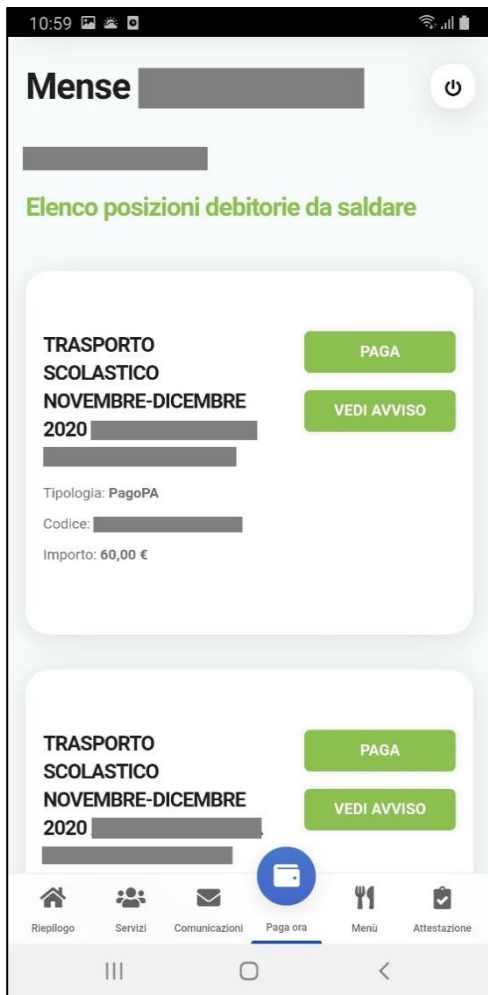 10:59
Mense
Elenco posizioni debitorie da saldare
TRASPORTO
SCOLASTICO
NOVEMBRE-DICEMBRE
2020
PAGA
VEDI AVVISO
Tipologia: PagoPA
Codice:
Importo: 60,00 €
TRASPORTO
SCOLASTICO
NOVEMBRE-DICEMBRE
2020
PAGA
VEDI AVVISO
Riepilogo Servizi Comunicazioni Paga ora Menù Attestazione